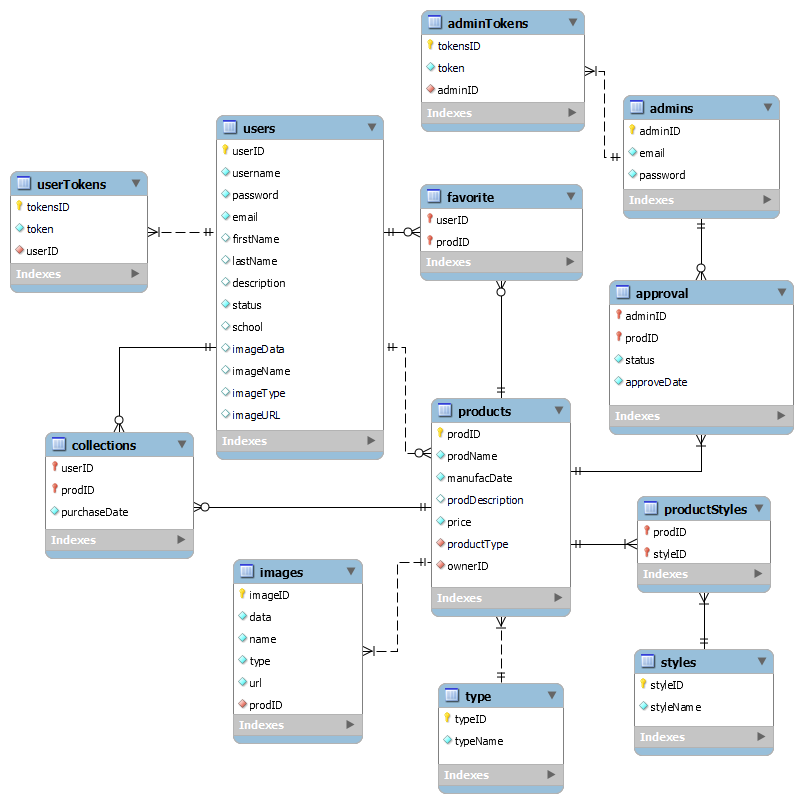 adminTokens
tokensID
token
adminID
Indexes
admins
adminID
email
password
Indexes
users
userID
username
password
email
firstName
lastName
description
status
school
imageData
imageName
imageType
imageURL
Indexes
userTokens
tokensID
token
userID
Indexes
favorite
userID
prodID
Indexes
approval
adminID
prodID
status
approveDate
Indexes
collections
userID
prodID
purchaseDate
Indexes
products
prodID
prodName
manufacDate
prodDescription
price
productType
ownerID
Indexes
productStyles
prodID
styleID
Indexes
images
imageID
data
name
type
url
prodID
Indexes
type
typeID
typeName
Indexes
styles
styleID
styleName
Indexes